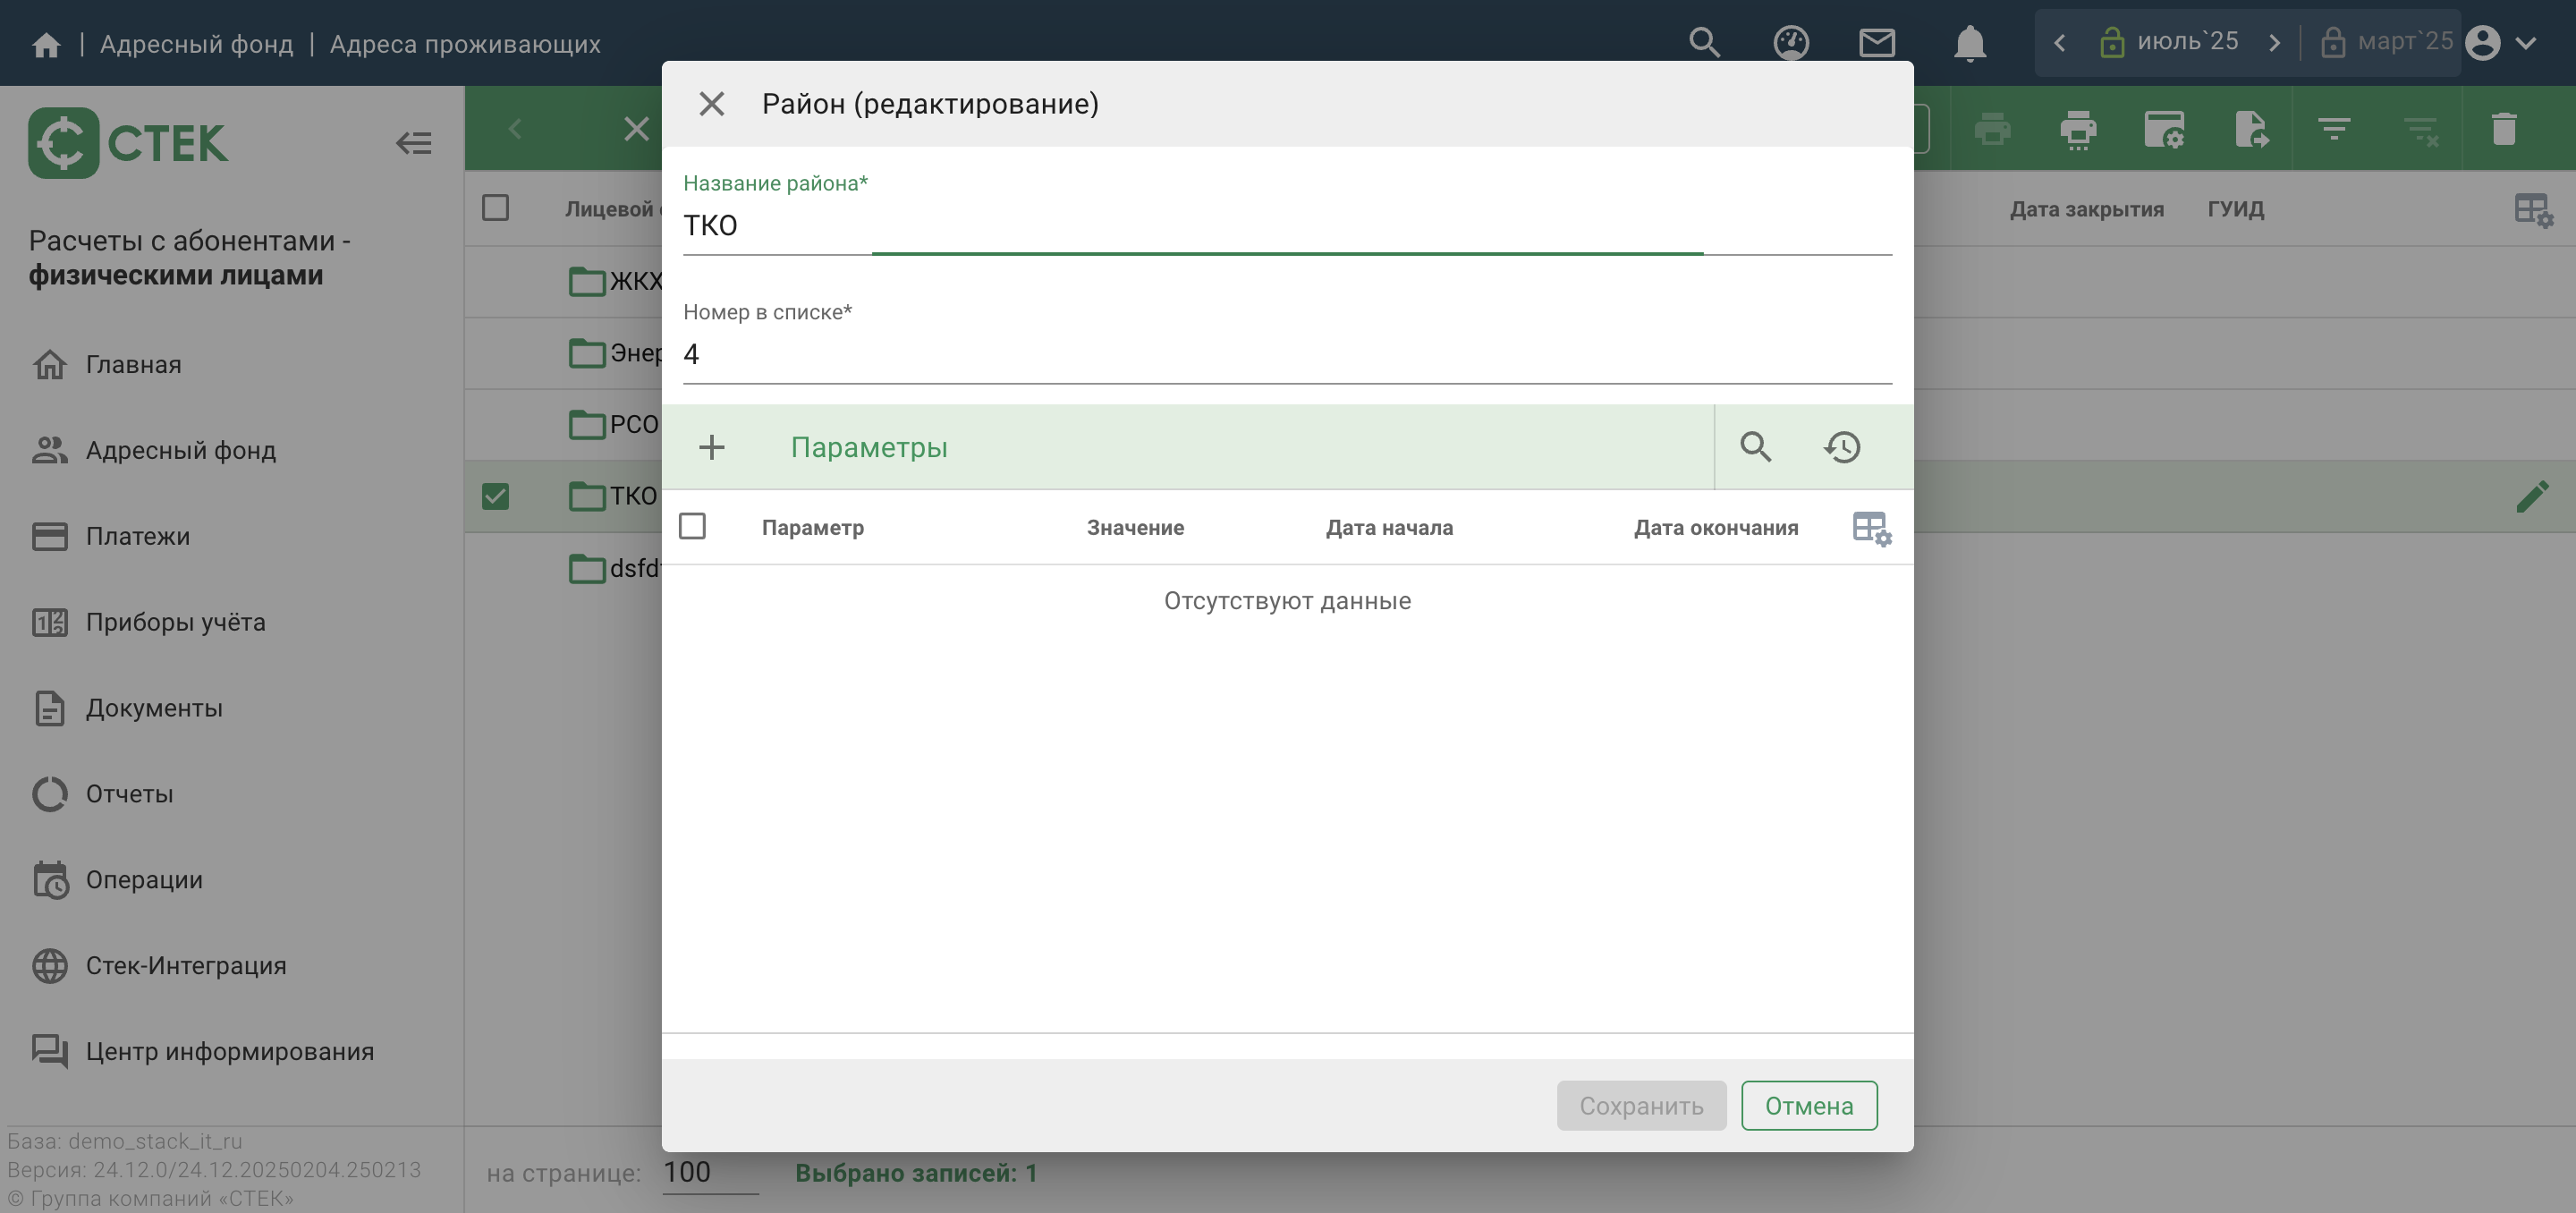 | Адресный фонд | Адреса проживающих
июль`25
март`25
СТЕК
Расчеты с абонентами -
физическими лицами
Главная
Адресный фонд
Платежи
Приборы учёта
Документы
Отчеты
Операции
Стек-Интеграция
Центр информирования
База: demo_stack_it_ru
Версия: 24.12.0/24.12.20250204.250213
© Группа компаний «СТЕК»
Лицевой
Дата закрытия
ГУИД
ЖКХ
Энер
РСО
ТКО
dsfd
Район (редактирование)
Название района*
ТКО
Номер в списке*
4
Параметры
Параметр
Значение
Дата начала
Дата окончания
Отсутствуют данные
Сохранить
Отмена
на странице:
100
Выбрано записей: 1